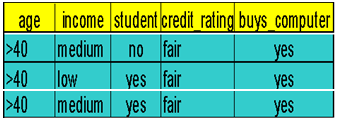 age income student credit_rating buys_computer
>40 medium no fair yes
>40 low yes fair yes
>40 medium yes fair yes